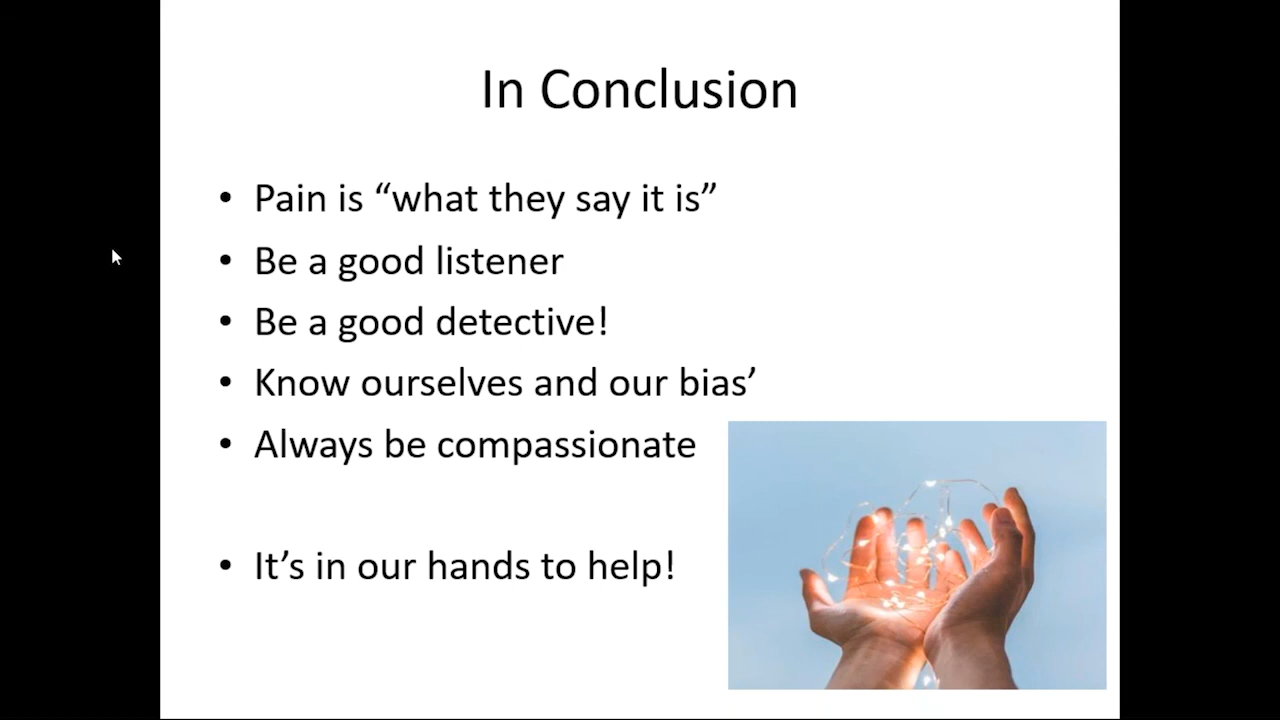 In Conclusion
• Pain is “what they say it is”
• Be a good listener
• Be a good detective!
• Know ourselves and our bias’
• Always be compassionate
• It’s in our hands to help!